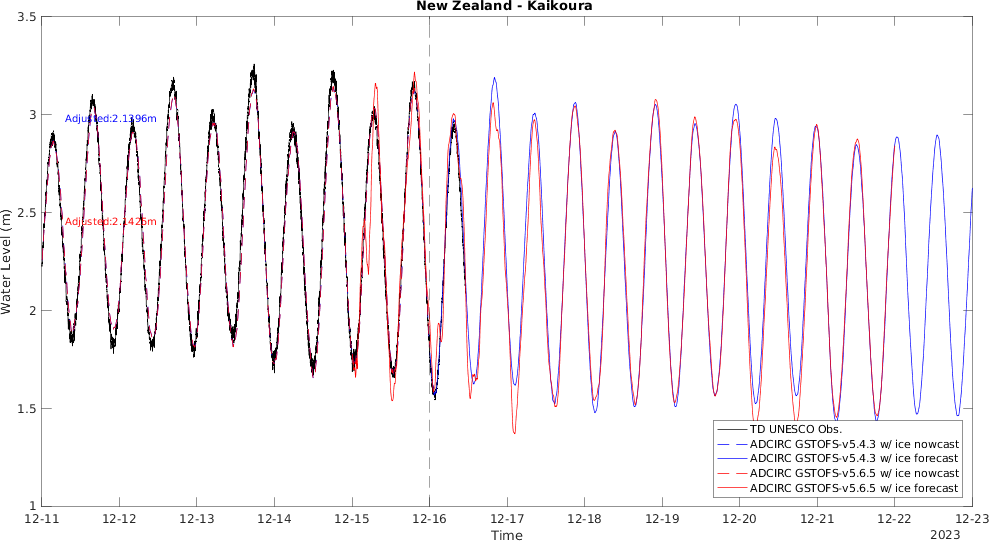 New Zealand - Kaikoura
3.5
3
2.5
2
1.5
1
Water Level (m)
Adjusted:2.1396m
Adjusted:2.1425m
TD UNESCO Obs.
ADCIRC GSTOFS-v5.4.3 w/ ice nowcast
ADCIRC GSTOFS-v5.4.3 w/ ice forecast
ADCIRC GSTOFS-v5.6.5 w/ ice nowcast
ADCIRC GSTOFS-v5.6.5 w/ ice forecast
12-11 12-12 12-13 12-14 12-15 12-16 12-17 12-18 12-19 12-20 12-21 12-22 12-23
Time
2023